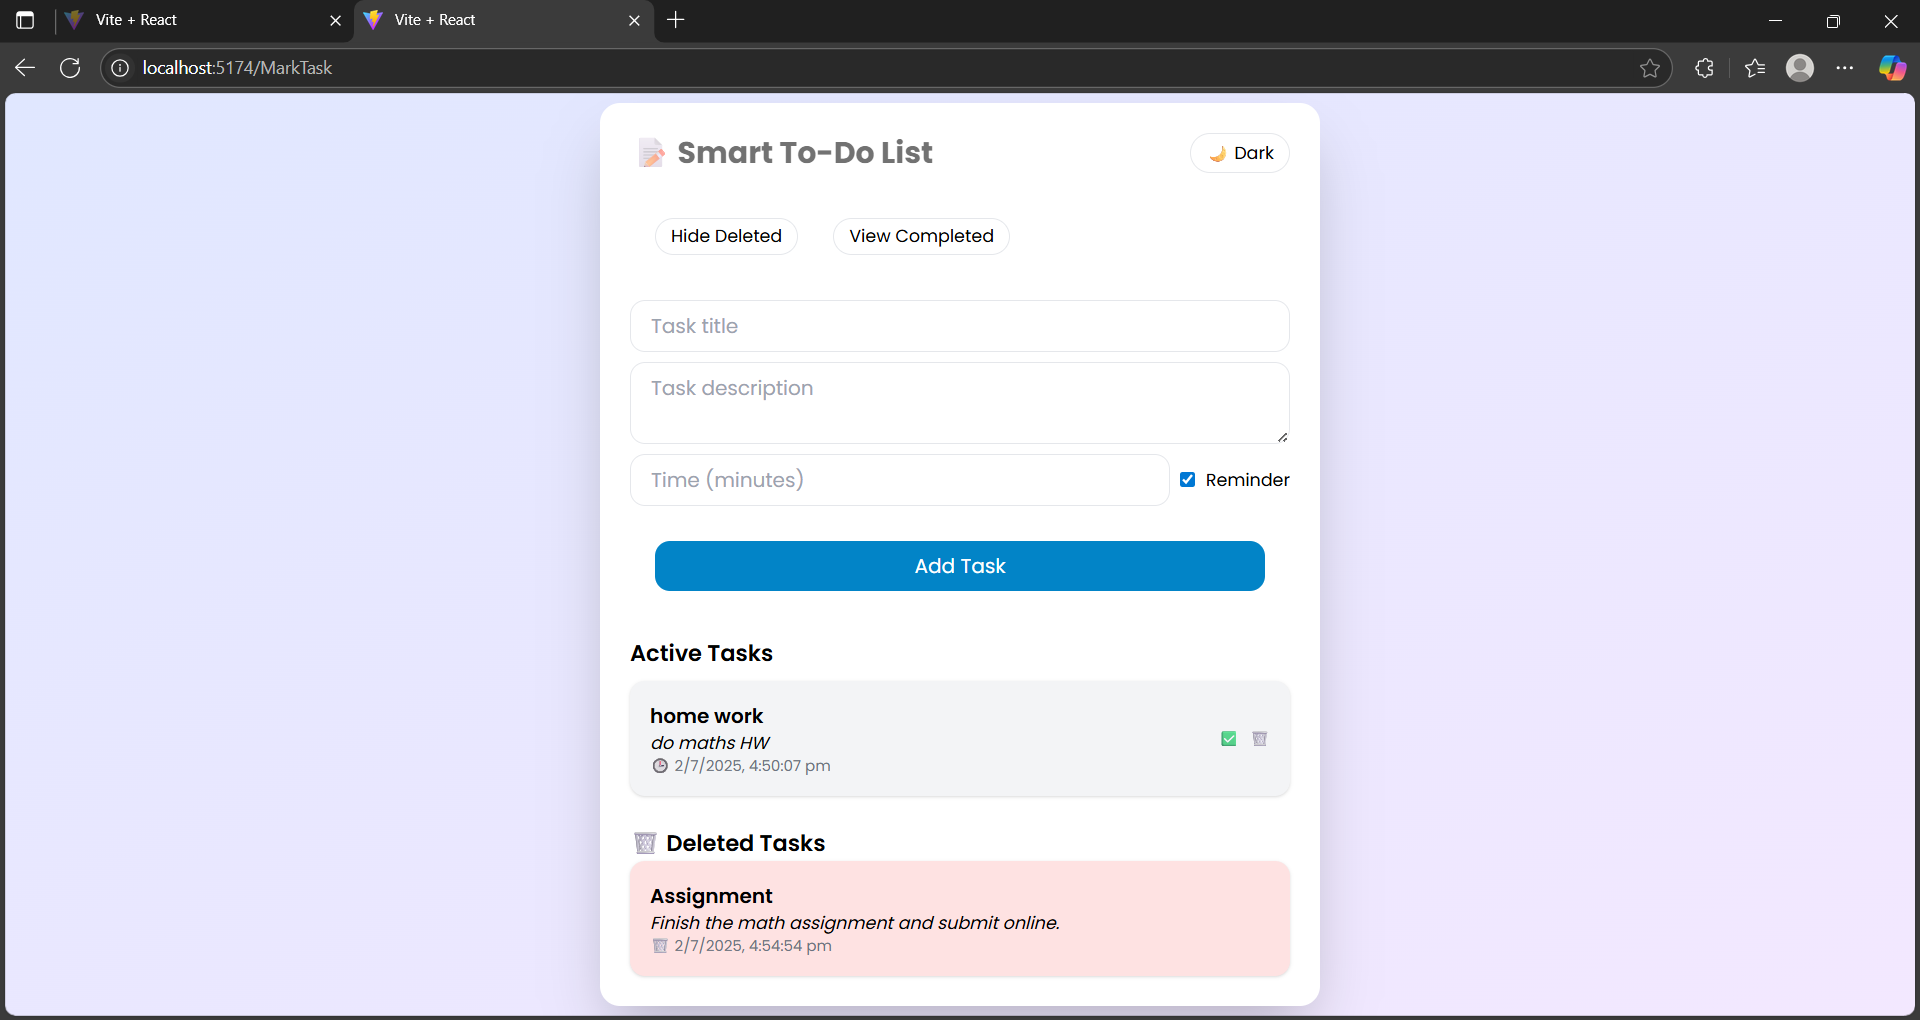 Vite + React
Vite + React
localhost:5174/MarkTask
📝 Smart To-Do List
🌙 Dark
Hide Deleted
View Completed
Task title
Task description
Time (minutes)
Reminder
Add Task
Active Tasks
home work
do maths HW
🕒 2/7/2025, 4:50:07 pm
✅ 🗑️
🗑️ Deleted Tasks
Assignment
Finish the math assignment and submit online.
🗑️ 2/7/2025, 4:54:54 pm